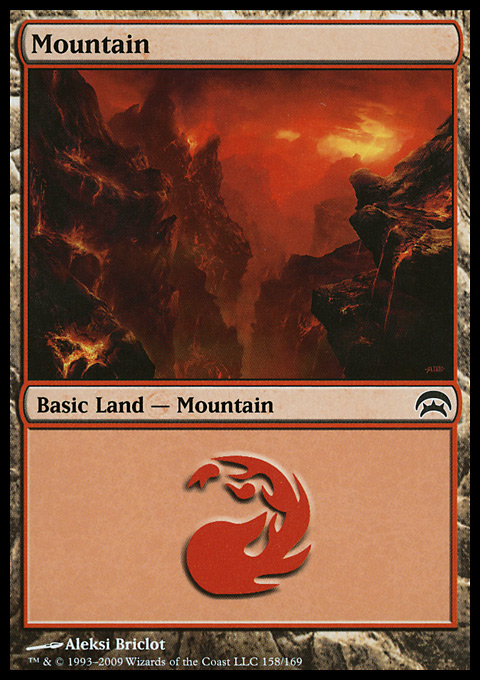 Mountain
Basic Land — Mountain
Aleksi Briclot
™ & © 1993–2009 Wizards of the Coast LLC 158/169